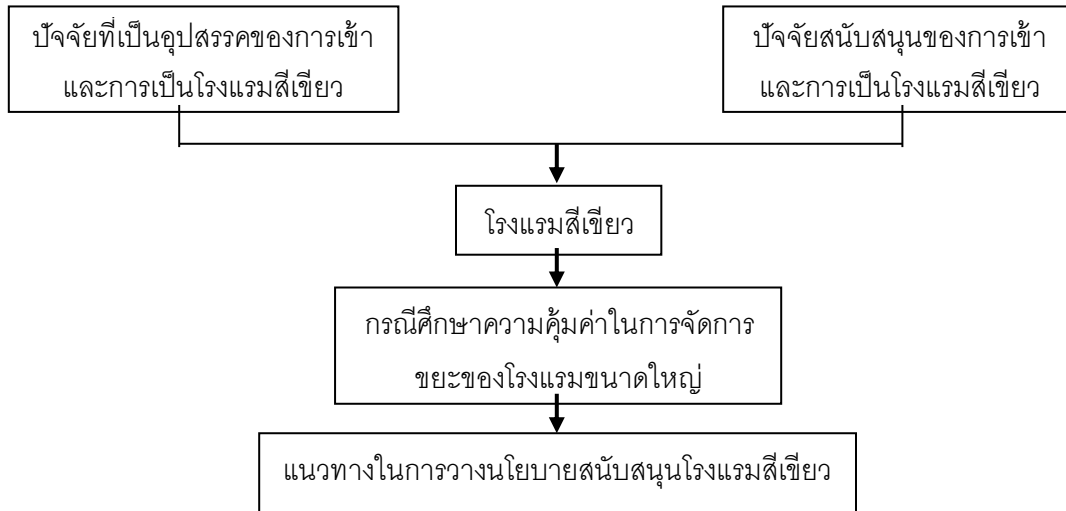 ปัจจัยที่เป็นอุปสรรคของการเข้า
และการเป็นโรงแรมสีเขียว
ปัจจัยสนับสนุนของการเข้า
และการเป็นโรงแรมสีเขียว
โรงแรมสีเขียว
กรณีศึกษาความคุ้มค่าในการจัดการ
ขยะของโรงแรมขนาดใหญ่
แนวทางในการวางนโยบายสนับสนุนโรงแรมสีเขียว